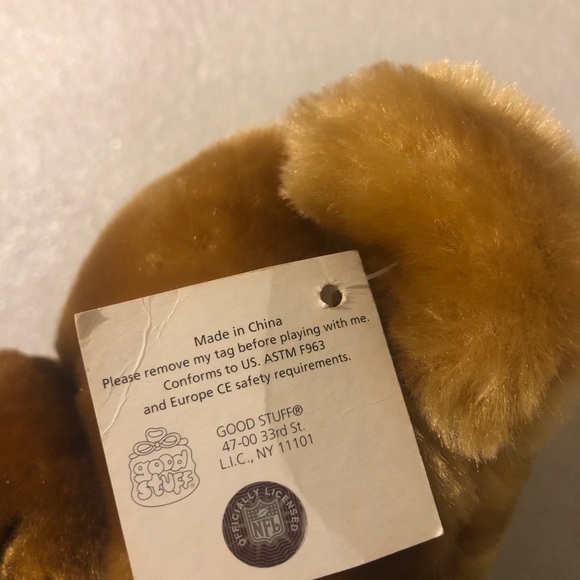 Made in China
Please remove my tag before playing with me.
Conforms to US. ASTM F963
and Europe CE safety requirements.
GOOD STUFF®
47-00 33rd St.
L.I.C., NY 11101
good
STUFF
OFFICIALLY LICENSED
NFL